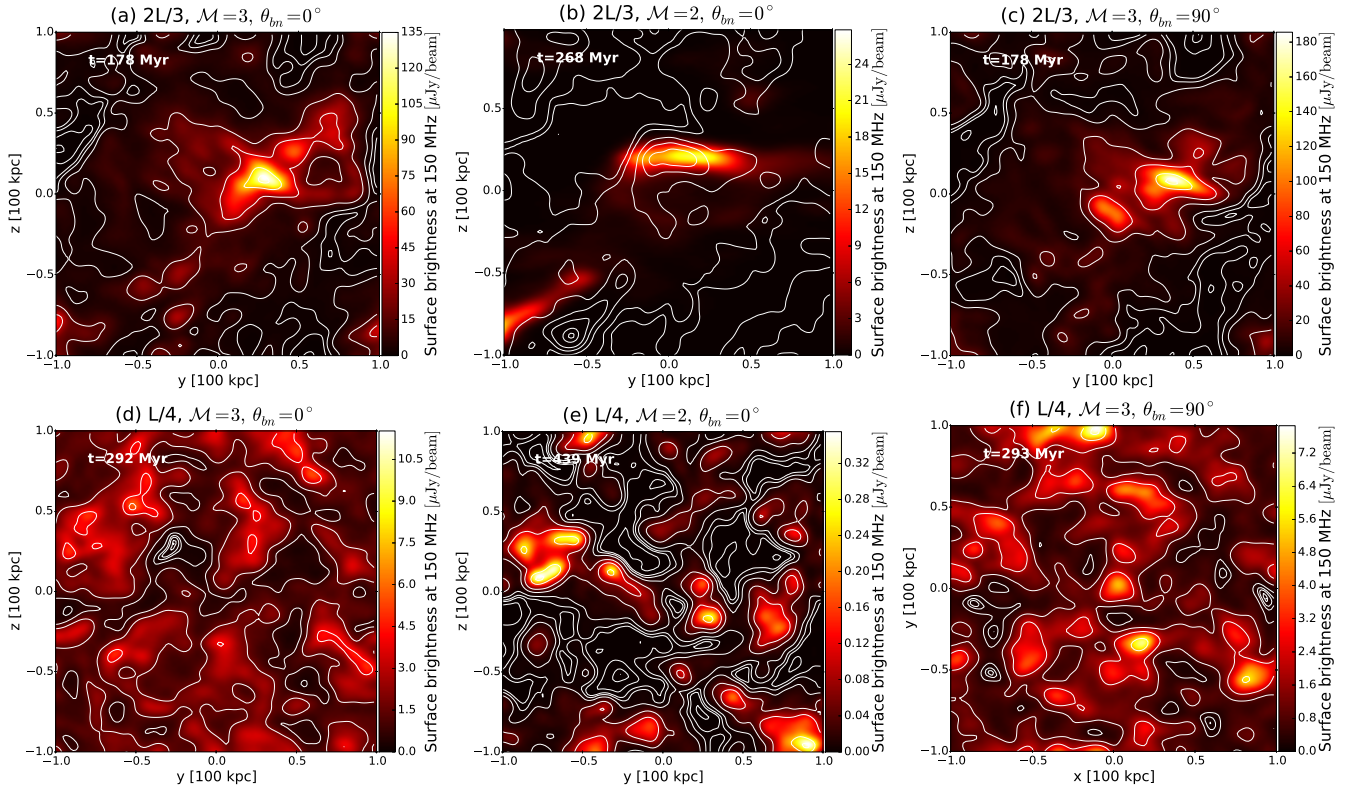 (a) 2L/3, ℳ=3, θ_bn=0°
t=178 Myr
1.0
0.5
0.0
−0.5
−1.0
z [100 kpc]
−1.0 −0.5 0.0 0.5 1.0
y [100 kpc]
135
120
105
90
75
60
45
30
15
0
Surface brightness at 150 MHz [μJy/beam]
(b) 2L/3, ℳ=2, θ_bn=0°
t=268 Myr
0.5
0.0
−0.5
−1.0
z [100 kpc]
−1.0 −0.5 0.0 0.5 1.0
y [100 kpc]
24
21
18
15
12
9
6
3
0
Surface brightness at 150 MHz [μJy/beam]
(c) 2L/3, ℳ=3, θ_bn=90°
t=178 Myr
1.0
0.5
0.0
−0.5
−1.0
z [100 kpc]
−1.0 −0.5 0.0 0.5 1.0
y [100 kpc]
180
160
140
120
100
80
60
40
20
0
Surface brightness at 150 MHz [μJy/beam]
(d) L/4, ℳ=3, θ_bn=0°
t=292 Myr
1.0
0.5
0.0
−0.5
−1.0
z [100 kpc]
−1.0 −0.5 0.0 0.5 1.0
y [100 kpc]
10.5
9.0
7.5
6.0
4.5
3.0
1.5
0.0
Surface brightness at 150 MHz [μJy/beam]
(e) L/4, ℳ=2, θ_bn=0°
t=439 Myr
1.0
0.5
0.0
−0.5
−1.0
z [100 kpc]
−1.0 −0.5 0.0 0.5 1.0
y [100 kpc]
0.32
0.28
0.24
0.20
0.16
0.12
0.08
0.04
0.00
Surface brightness at 150 MHz [μJy/beam]
(f) L/4, ℳ=3, θ_bn=90°
t=293 Myr
1.0
0.5
0.0
−0.5
−1.0
y [100 kpc]
−1.0 −0.5 0.0 0.5 1.0
x [100 kpc]
7.2
6.4
5.6
4.8
4.0
3.2
2.4
1.6
0.8
0.0
Surface brightness at 150 MHz [μJy/beam]